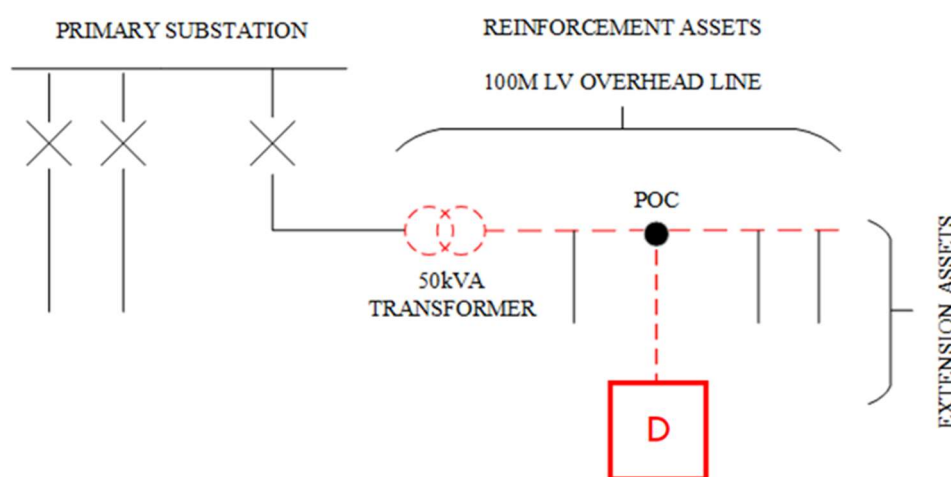 PRIMARY SUBSTATION
REINFORCEMENT ASSETS
100M LV OVERHEAD LINE
POC
50kVA
TRANSFORMER
D
EXTENSION ASSETS